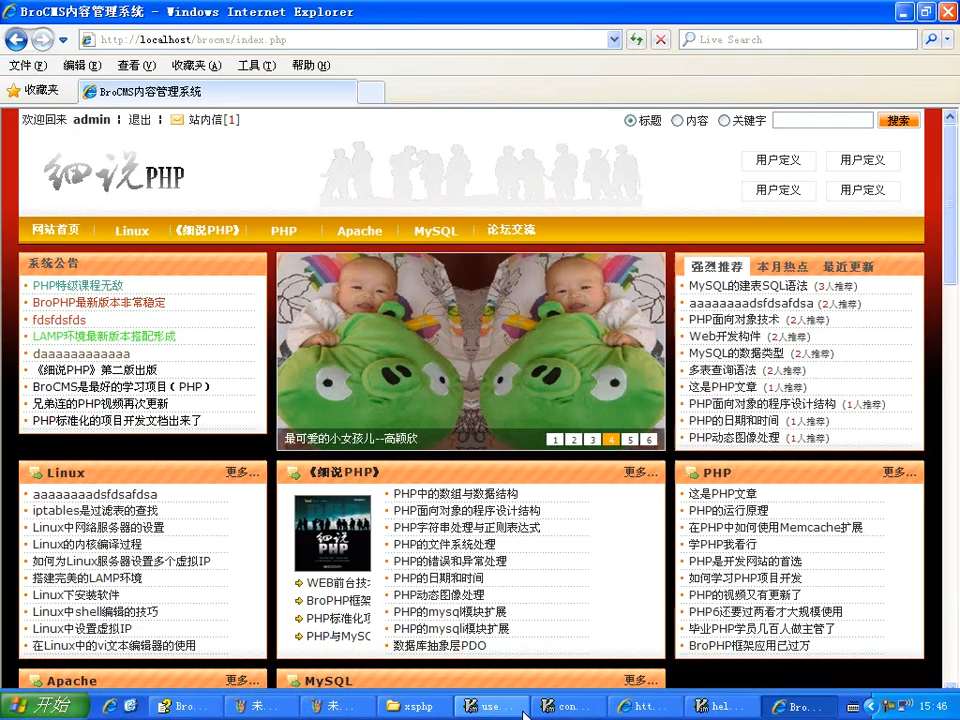 BroCMS内容管理系统 - Windows Internet Explorer
http://localhost/brocms/index.php
Live Search
文件(F) 编辑(E) 查看(V) 收藏夹(A) 工具(T) 帮助(H)
收藏夹 BroCMS内容管理系统
欢迎回来 admin | 退出 | 站内信[1] 标题 内容 关键字 搜索
细说PHP
用户定义 用户定义
用户定义 用户定义
网站首页 Linux 《细说PHP》 PHP Apache MySQL 论坛交流
系统公告
PHP特级课程无敌
BroPHP最新版本非常稳定
fdsfdsfds
LAMP环境最新版本搭配形成
daaaaaaaaaaaa
《细说PHP》第二版出版
BroCMS是最好的学习项目(PHP)
兄弟连的PHP视频再次更新
PHP标准化的项目开发文档出来了
最可爱的小女孩儿--高颖欣
1 2 3 4 5 6
强烈推荐 本月热点 最近更新
MySQL的建表SQL语法 (3人推荐)
aaaaaaaadsfdsafdsa (2人推荐)
PHP面向对象技术 (2人推荐)
Web开发构件 (2人推荐)
MySQL的数据类型 (2人推荐)
多表查询语法 (2人推荐)
这是PHP文章 (1人推荐)
PHP面向对象的程序设计结构 (1人推荐)
PHP的日期和时间 (1人推荐)
PHP动态图像处理 (1人推荐)
Linux 更多...
aaaaaaaadsfdsafdsa
iptables是过滤表的查找
Linux中网络服务器的设置
Linux的内核编译过程
如何为Linux服务器设置多个虚拟IP
搭建完美的LAMP环境
Linux下安装软件
Linux中shell编辑的技巧
Linux中设置虚拟IP
在Linux中的vi文本编辑器的使用
《细说PHP》 更多...
细说
PHP
WEB前台技
BroPHP框架
PHP标准化项
PHP与MySC
PHP中的数组与数据结构
PHP面向对象的程序设计结构
PHP字符串处理与正则表达式
PHP的文件系统处理
PHP的错误和异常处理
PHP的日期和时间
PHP动态图像处理
PHP的mysql模块扩展
PHP的mysqli模块扩展
数据库抽象层PDO
PHP 更多...
这是PHP文章
PHP的运行原理
在PHP中如何使用Memcache扩展
学PHP我看行
PHP是开发网站的首选
如何学习PHP项目开发
PHP的视频又有更新了
PHP6还要过两看才大规模使用
毕业PHP学员几百人做主管了
BroPHP框架应用已过万
Apache 更多...
MySQL 更多...
开始 Bro... 未... 未... xsphp use... con... htt... hel... Bro... 15:46